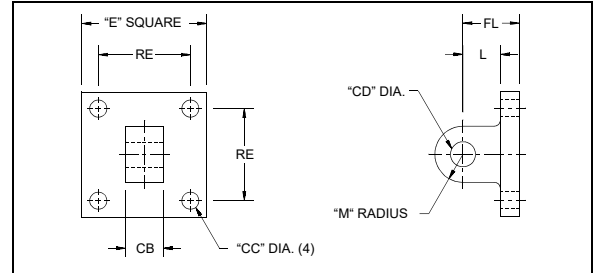 “E” SQUARE
RE
RE
CB
“CC” DIA. (4)
FL
L
“CD” DIA.
“M“ RADIUS